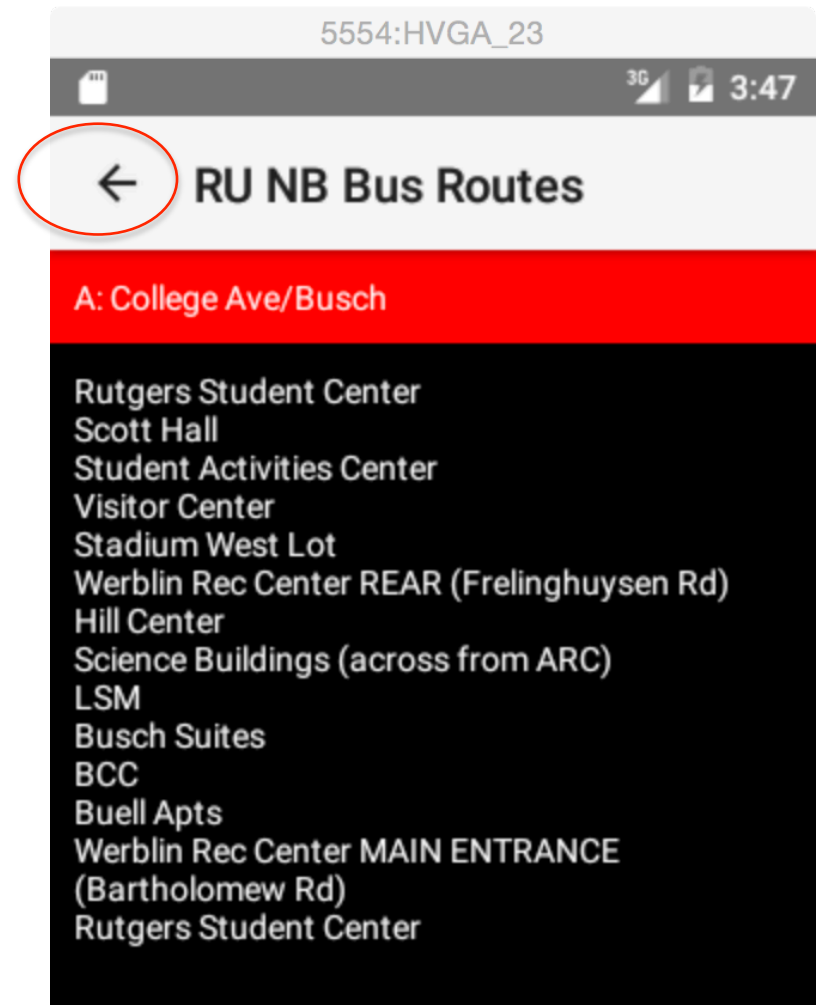 5554:HVGA_23
3G 3:47
RU NB Bus Routes
A: College Ave/Busch
Rutgers Student Center
Scott Hall
Student Activities Center
Visitor Center
Stadium West Lot
Werblin Rec Center REAR (Frelinghuysen Rd)
Hill Center
Science Buildings (across from ARC)
LSM
Busch Suites
BCC
Buell Apts
Werblin Rec Center MAIN ENTRANCE
(Bartholomew Rd)
Rutgers Student Center